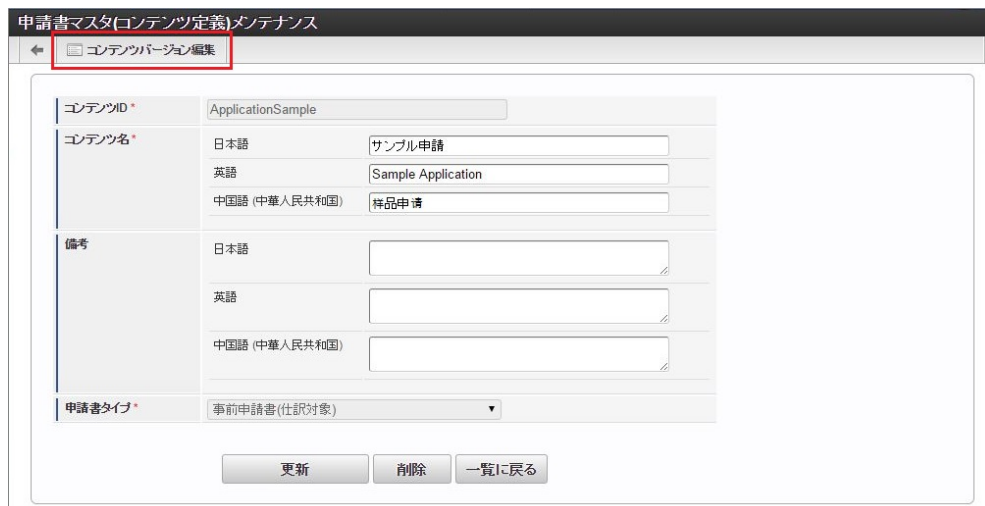 申請書マスタ(コンテンツ定義)メンテナンス
コンテンツバージョン編集
コンテンツID *
ApplicationSample
コンテンツ名 *
日本語
サンプル申請
英語
Sample Application
中国語 (中華人民共和国)
样品申请
備考
日本語
英語
中国語 (中華人民共和国)
申請書タイプ *
事前申請書(仕訳対象)
更新
削除
一覧に戻る